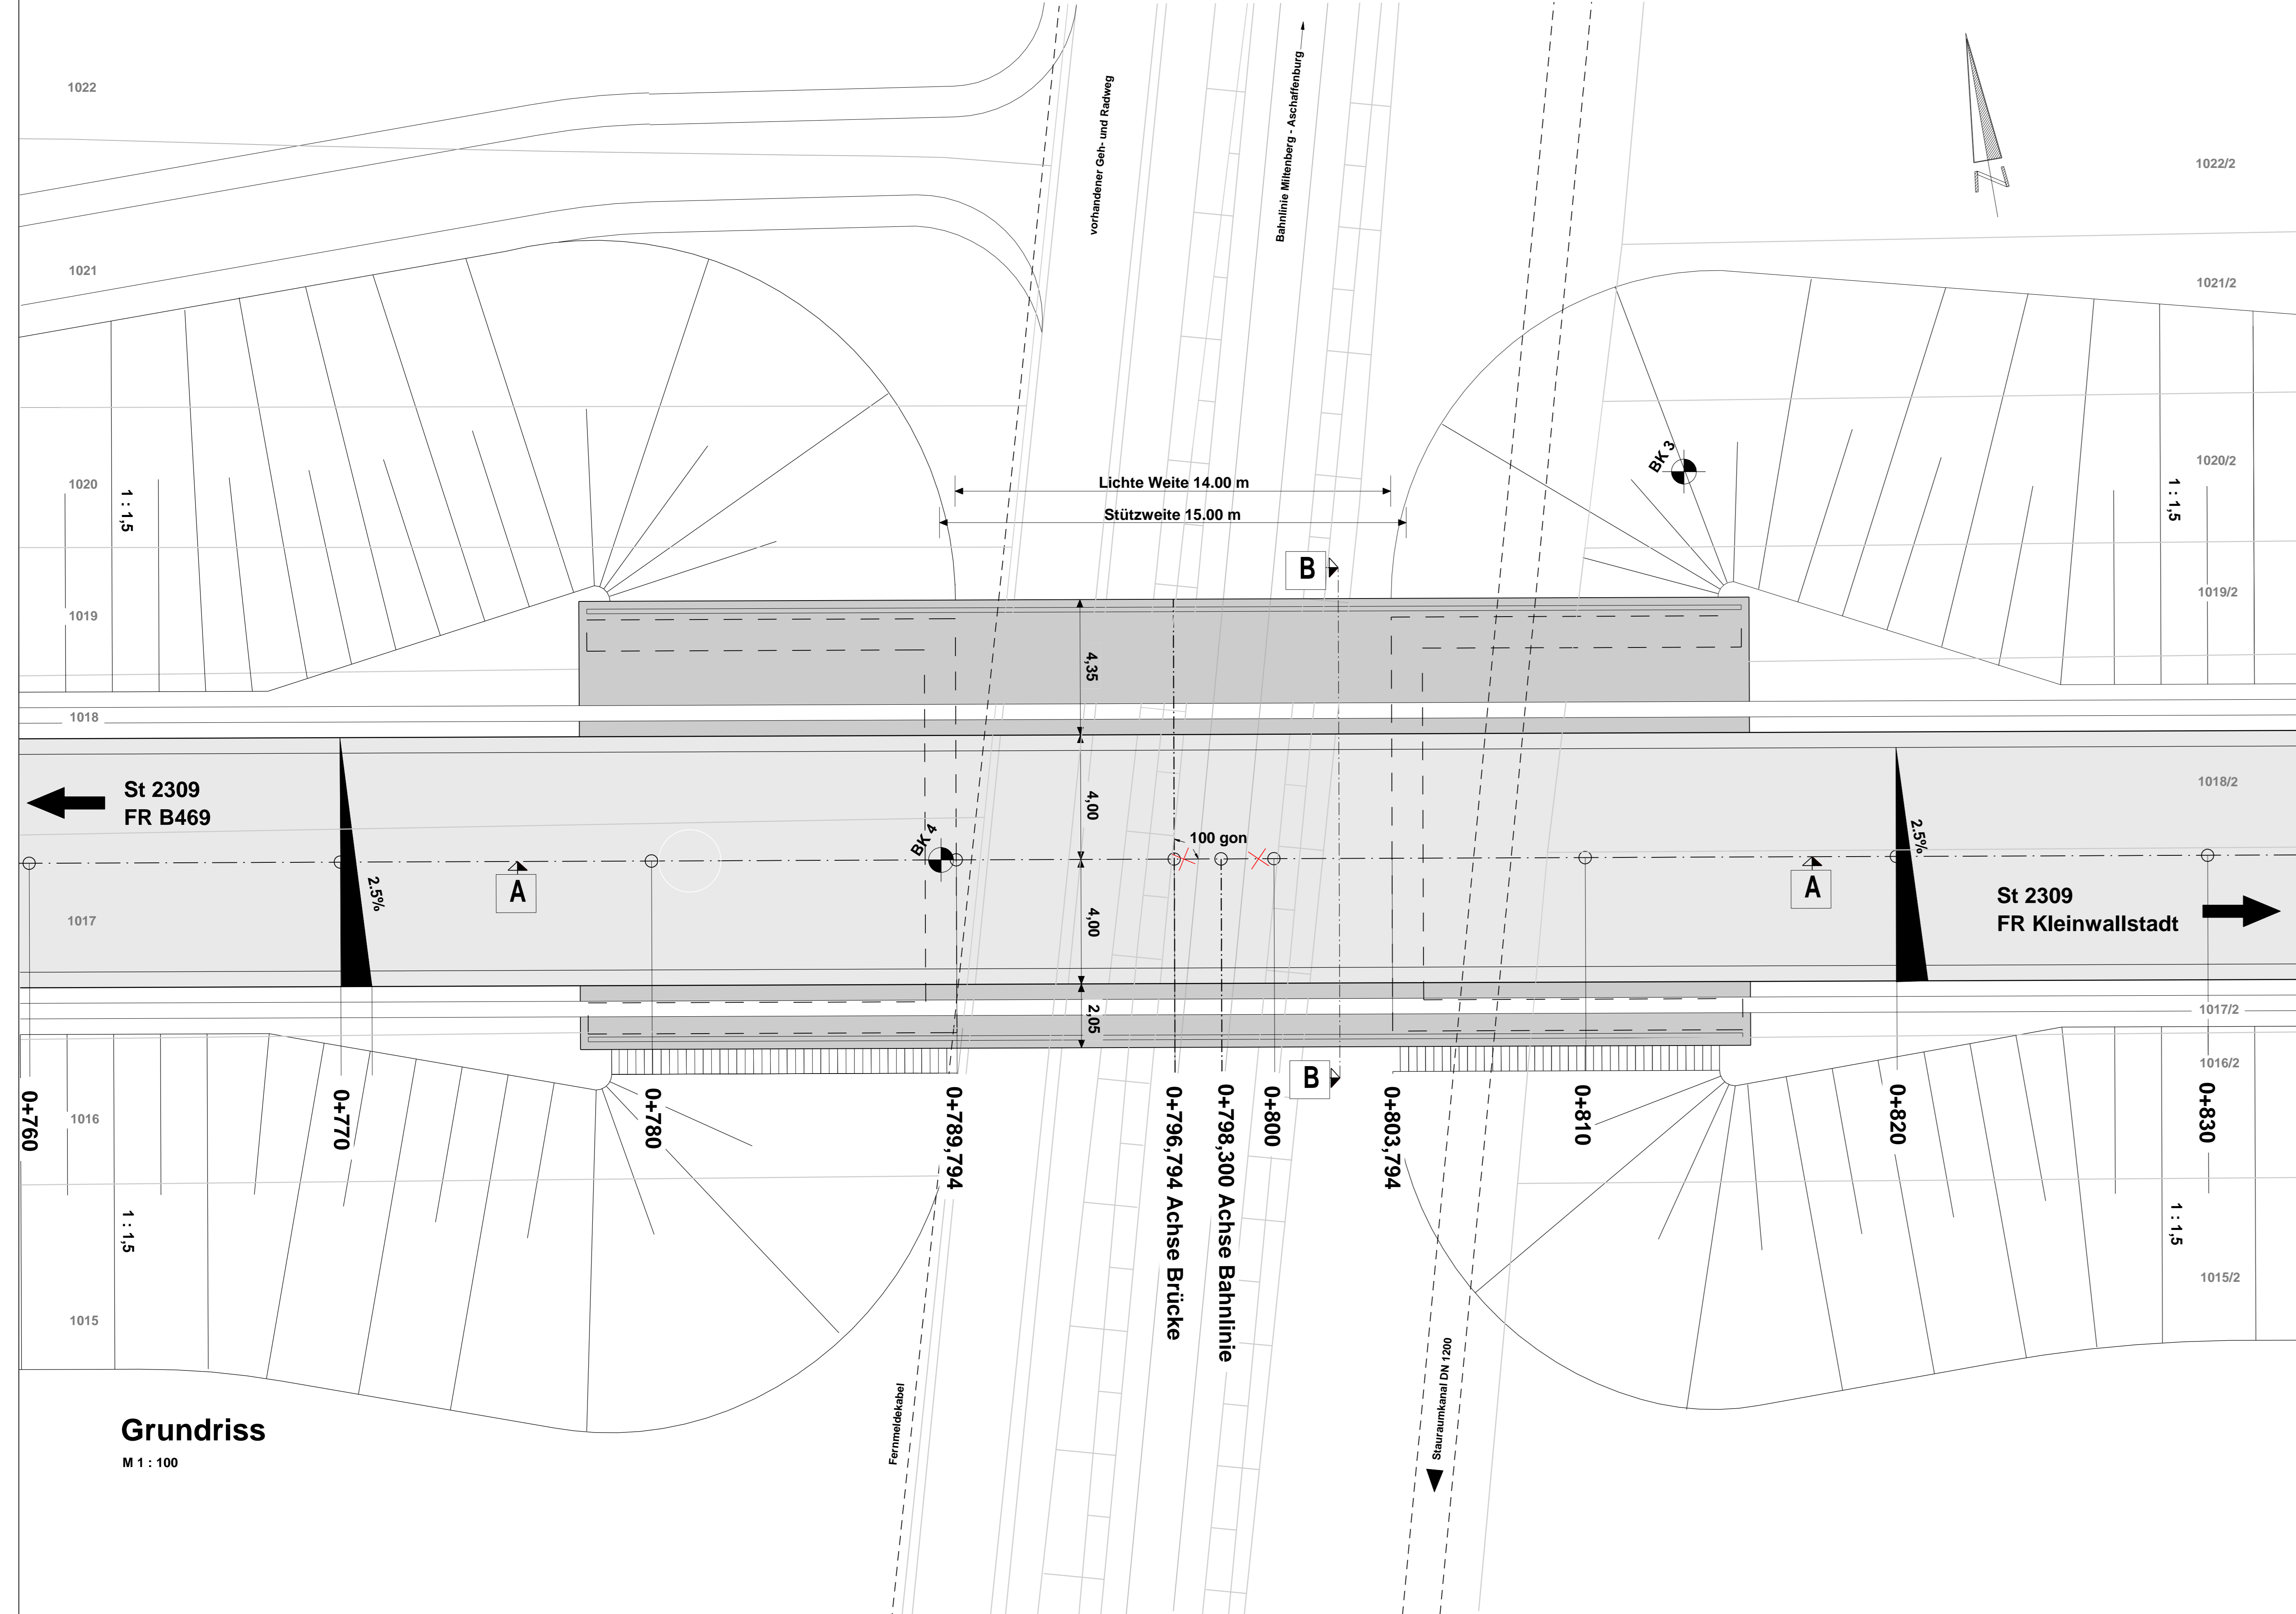 1022
1021
1020
1019
1018
1017
1016
1015
1 : 1,5
1 : 1,5
vorhandener Geh- und Radweg
Bahnlinie Miltenberg - Aschaffenburg
N
1022/2
1021/2
1020/2
1019/2
1018/2
1017/2
1016/2
1015/2
1 : 1,5
1 : 1,5
BK 3
Lichte Weite 14.00 m
Stützweite 15.00 m
B
4,35
4,00
4,00
2,05
St 2309
FR B469
2.5%
A
BK 4
100 gon
A
2.5%
St 2309
FR Kleinwallstadt
B
0+760
0+770
0+780
0+789,794
0+796,794 Achse Brücke
0+798,300 Achse Bahnlinie
0+800
0+803,794
0+810
0+820
0+830
Fernmeldekabel
Stauraumkanal DN 1200
Grundriss
M 1 : 100